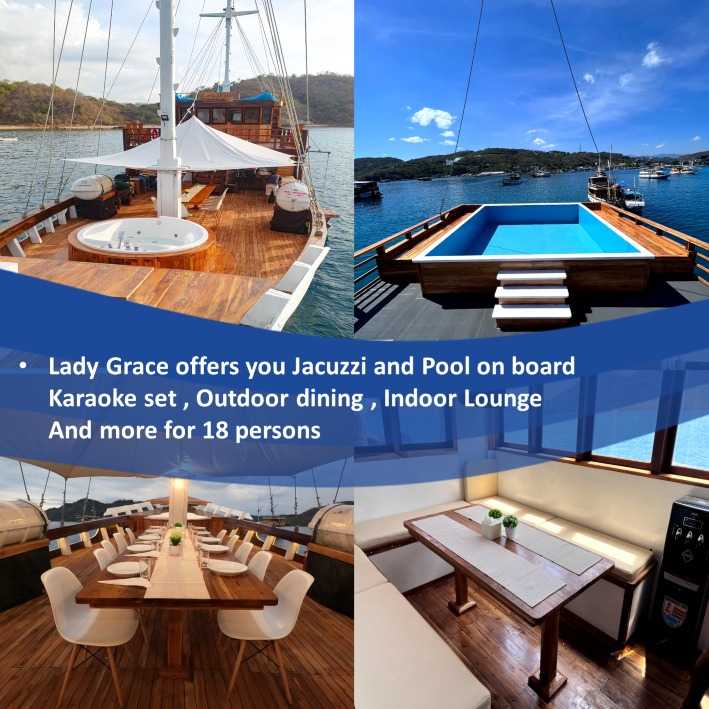 • Lady Grace offers you Jacuzzi and Pool on board
Karaoke set , Outdoor dining , Indoor Lounge
And more for 18 persons